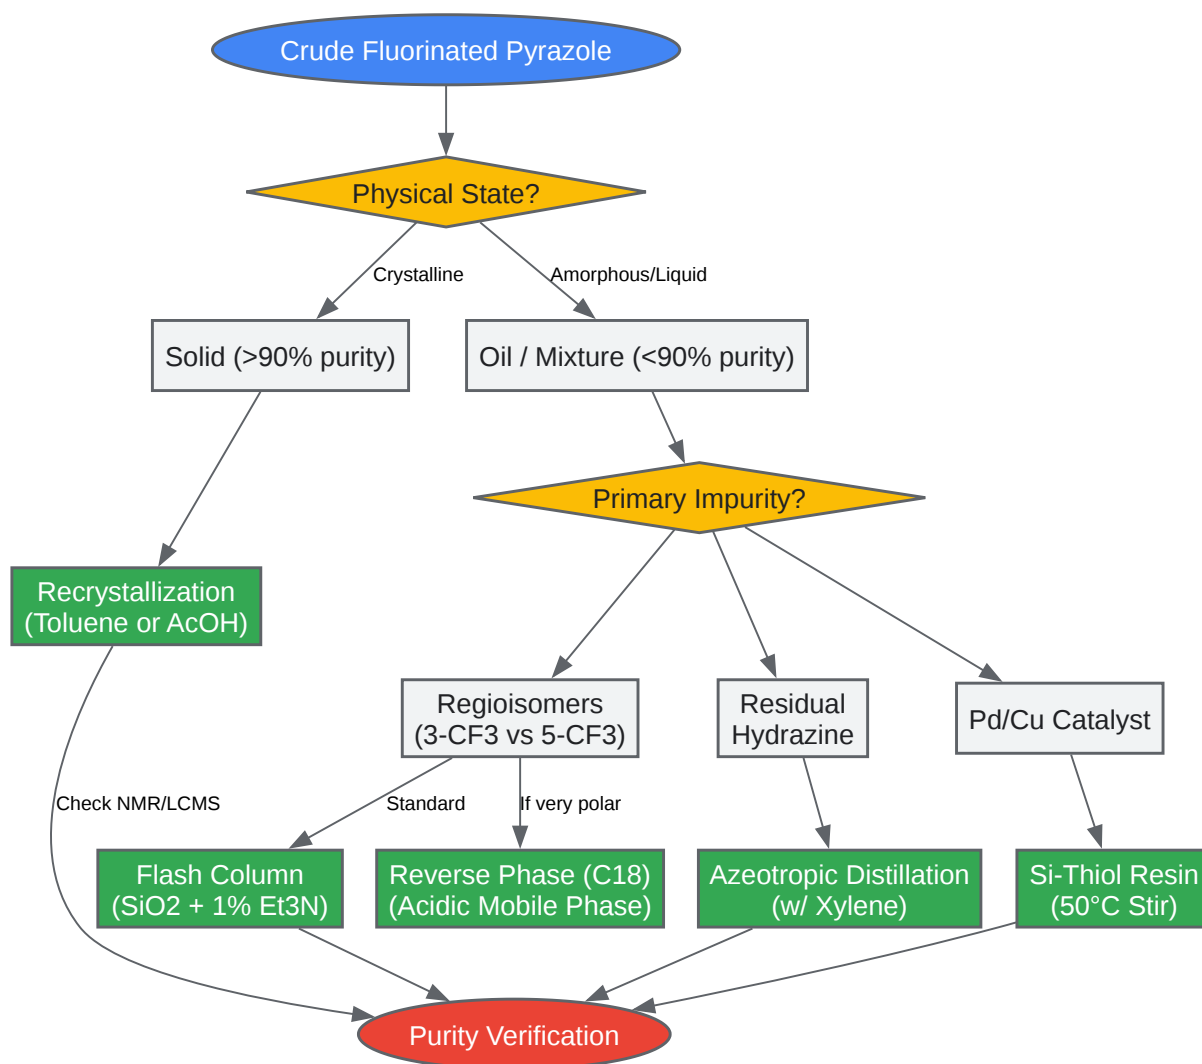 Crude Fluorinated Pyrazole
Physical State?
Crystalline
Amorphous/Liquid
Solid (>90% purity)
Oil / Mixture (<90% purity)
Primary Impurity?
Recrystallization
(Toluene or AcOH)
Regioisomers
(3-CF3 vs 5-CF3)
Residual
Hydrazine
Pd/Cu Catalyst
Check NMR/LCMS
Standard
If very polar
Flash Column
(SiO2 + 1% Et3N)
Reverse Phase (C18)
(Acidic Mobile Phase)
Azeotropic Distillation
(w/ Xylene)
Si-Thiol Resin
(50°C Stir)
Purity Verification